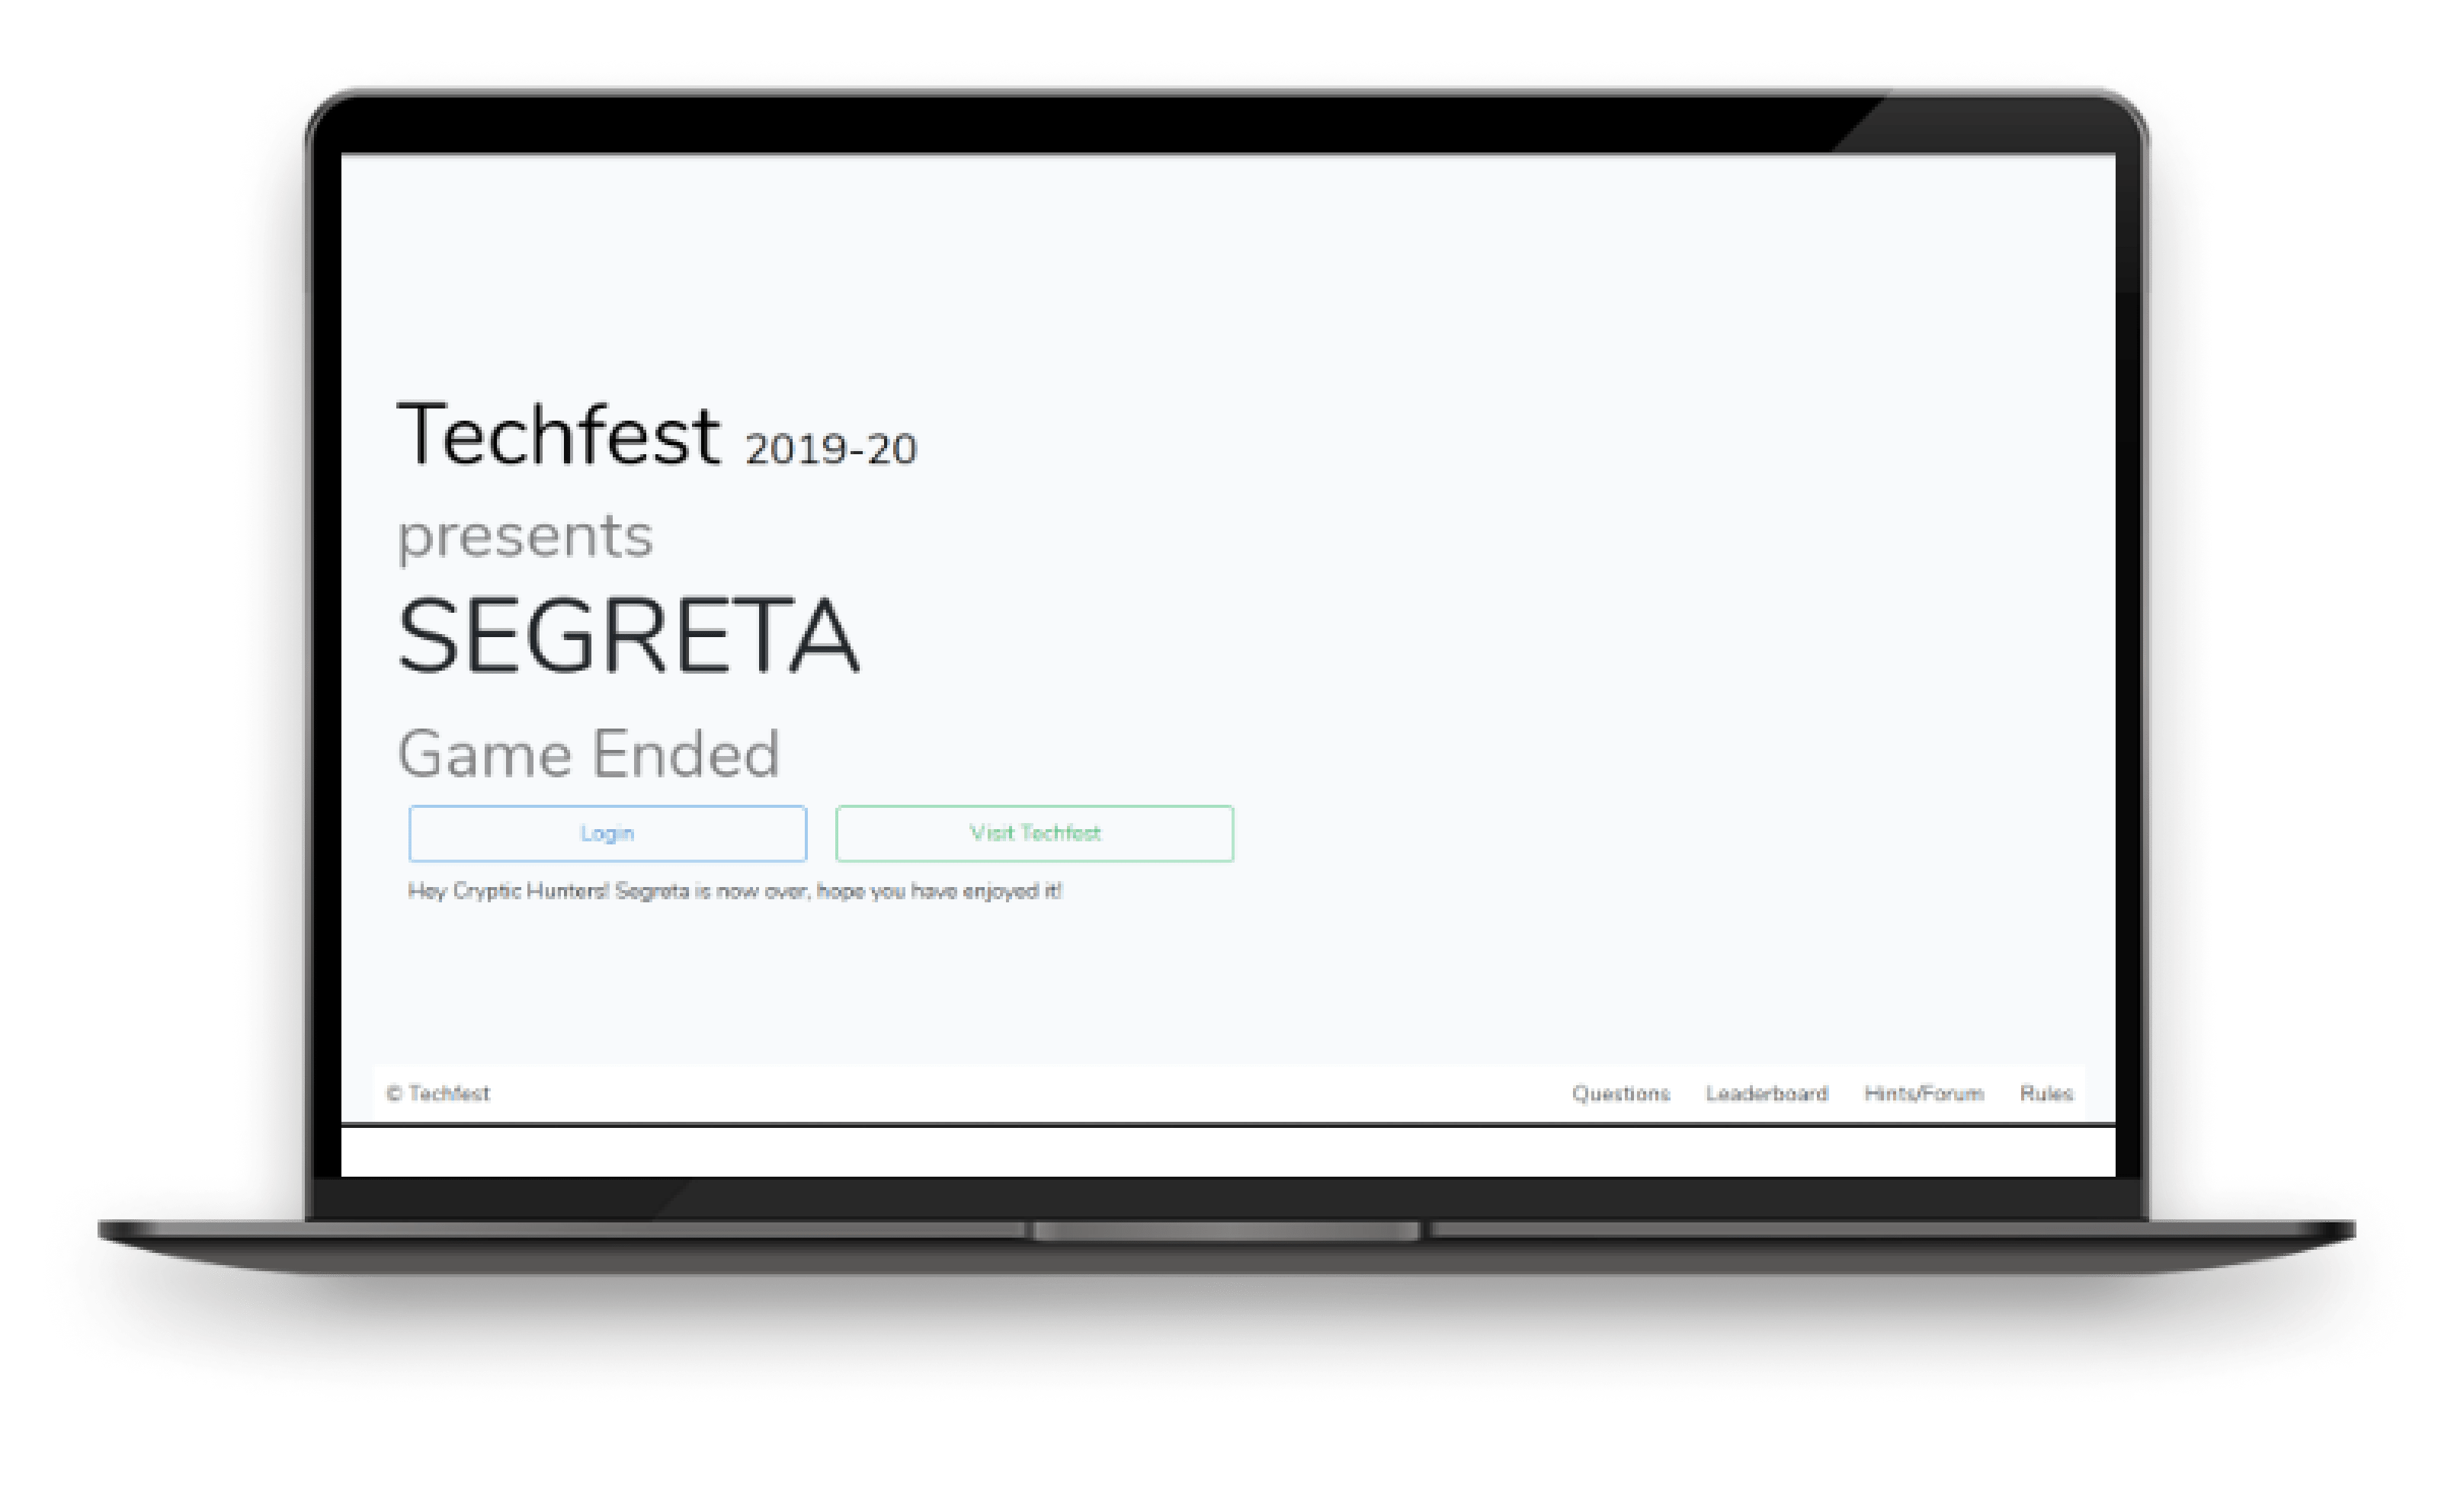 Techfest 2019-20
presents
SEGRETA
Game Ended
Login Visit Techfest
Hey Cryptic Hunters! Segreta is now over, hope you have enjoyed it!
© Techfest Questions Leaderboard Hints/Forum Rules